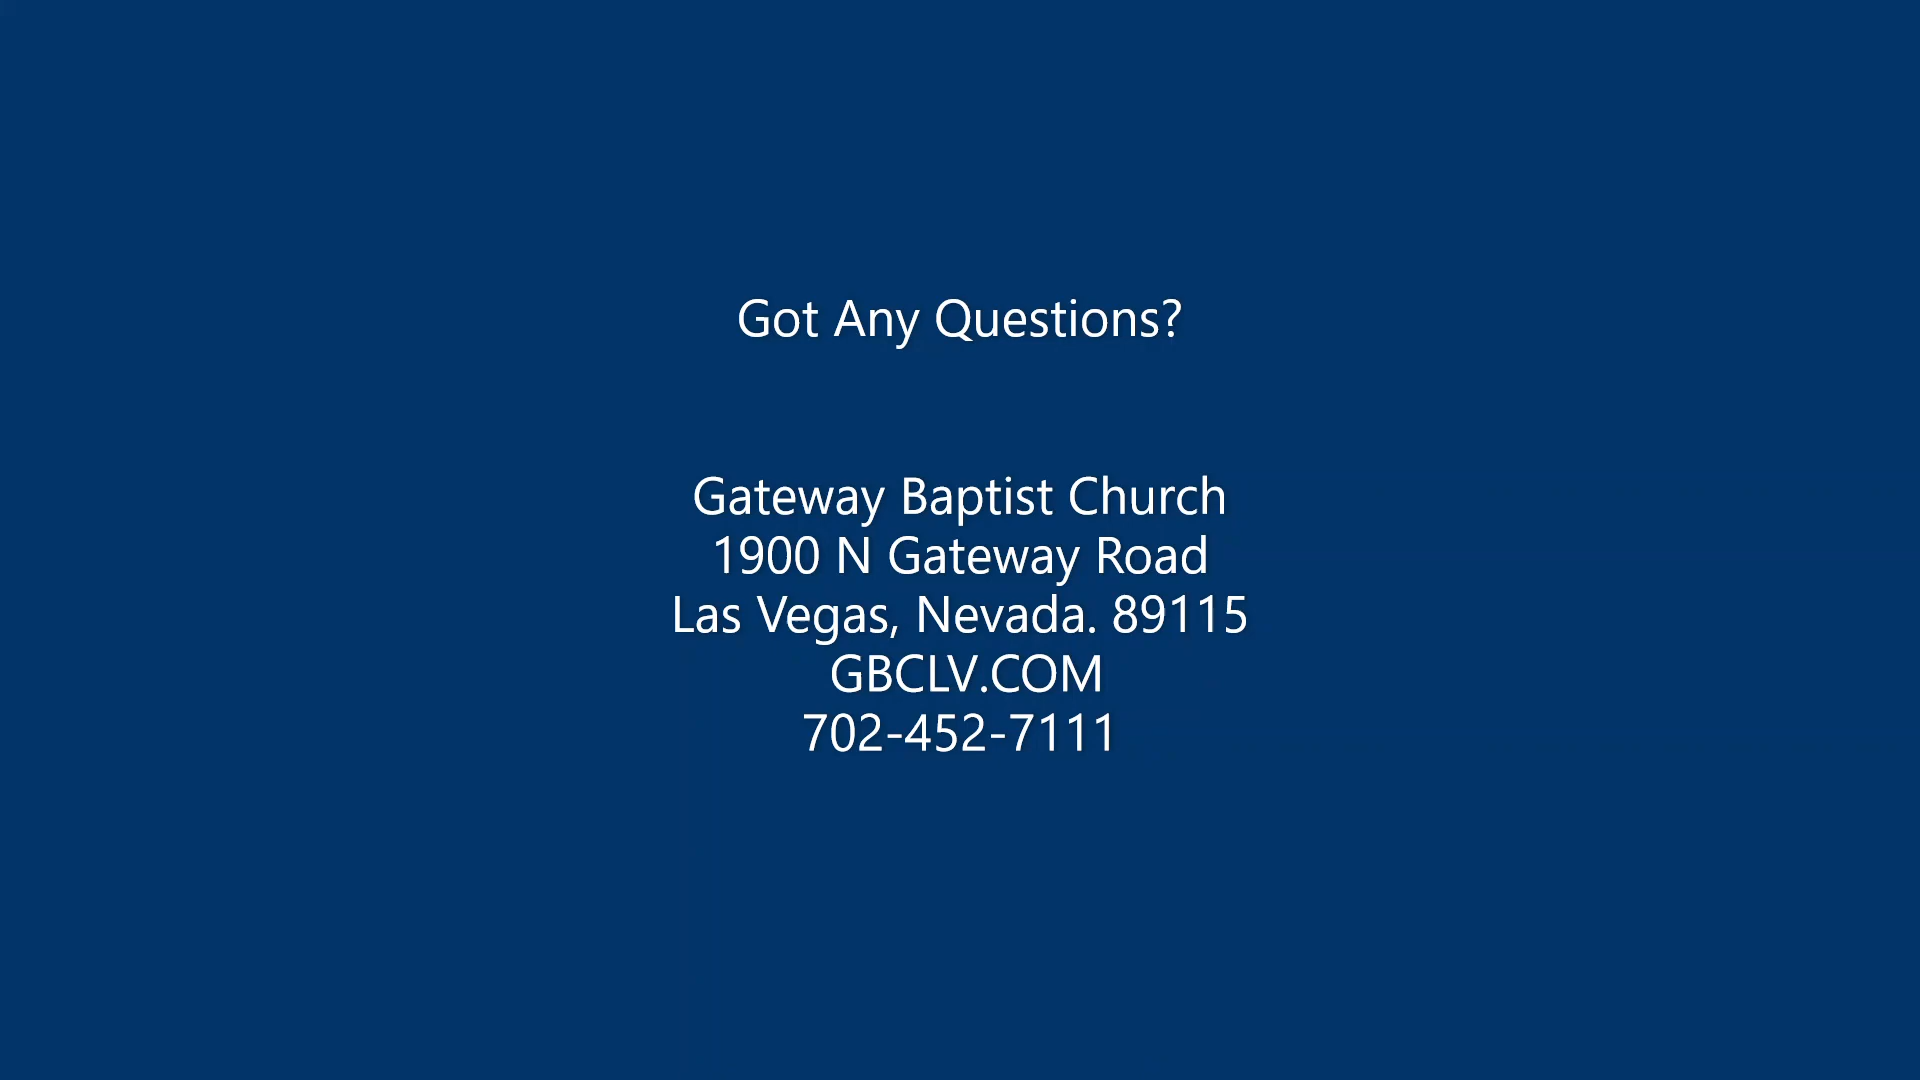 Got Any Questions?
Gateway Baptist Church
1900 N Gateway Road
Las Vegas, Nevada. 89115
GBCLV.COM
702-452-7111